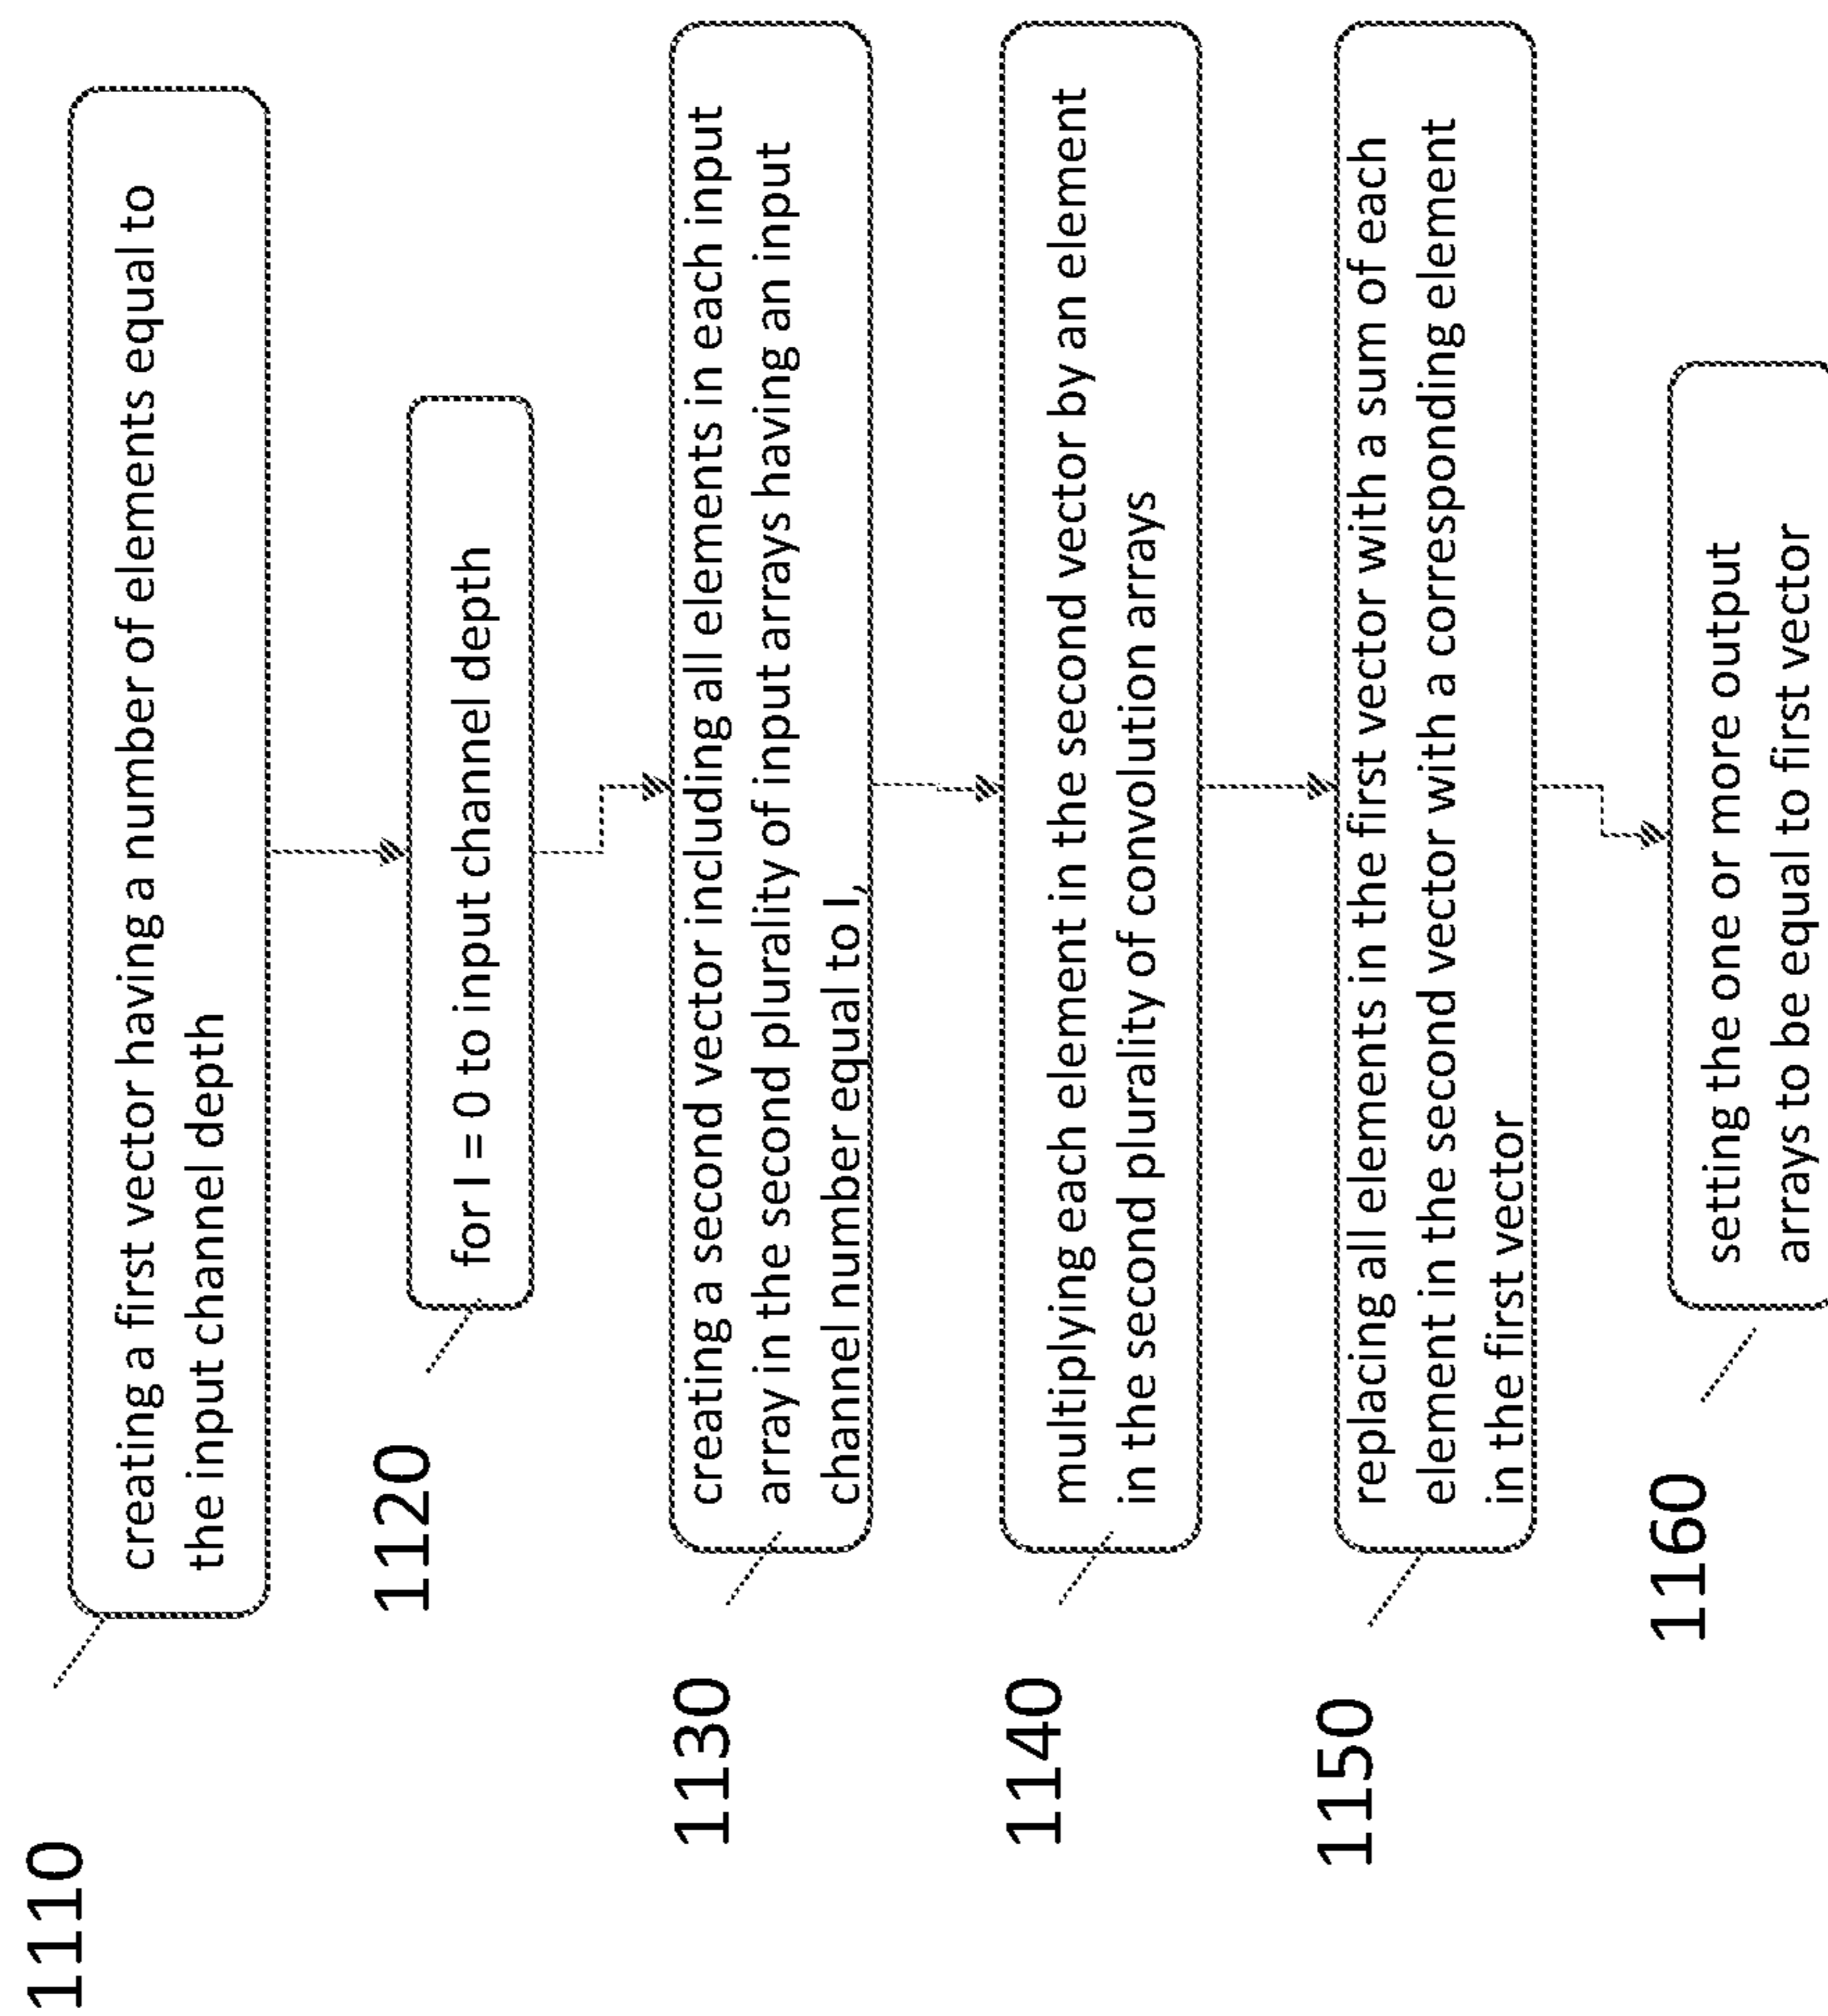 1110
creating a first vector having a number of elements equal to
the input channel depth
1120
for I = 0 to input channel depth
1130
creating a second vector including all elements in each input
array in the second plurality of input arrays having an input
channel number equal to I,
1140
multiplying each element in the second vector by an element
in the second plurality of convolution arrays
1150
replacing all elements in the first vector with a sum of each
element in the second vector with a corresponding element
in the first vector
1160
setting the one or more output
arrays to be equal to first vector